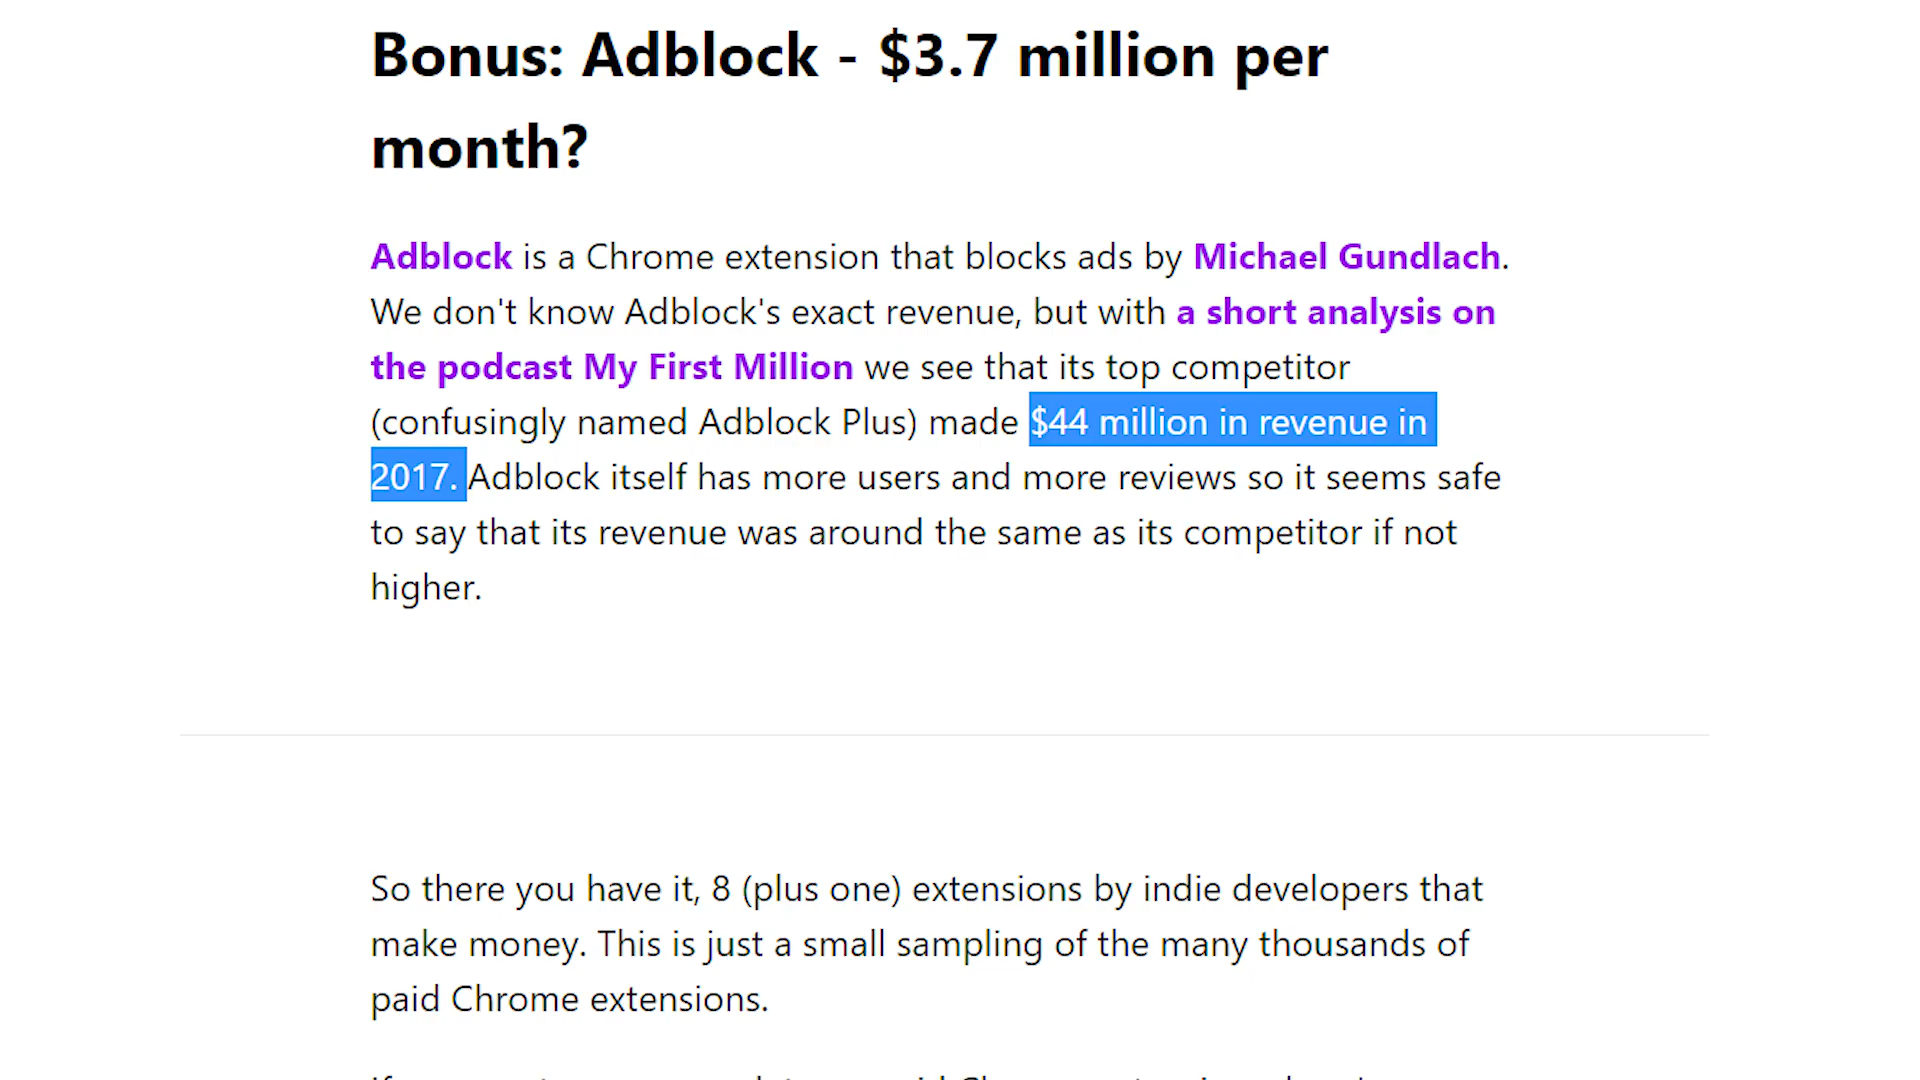 Bonus: Adblock - $3.7 million per
month?
Adblock is a Chrome extension that blocks ads by Michael Gundlach.
We don't know Adblock's exact revenue, but with a short analysis on
the podcast My First Million we see that its top competitor
(confusingly named Adblock Plus) made $44 million in revenue in
2017. Adblock itself has more users and more reviews so it seems safe
to say that its revenue was around the same as its competitor if not
higher.
So there you have it, 8 (plus one) extensions by indie developers that
make money. This is just a small sampling of the many thousands of
paid Chrome extensions.